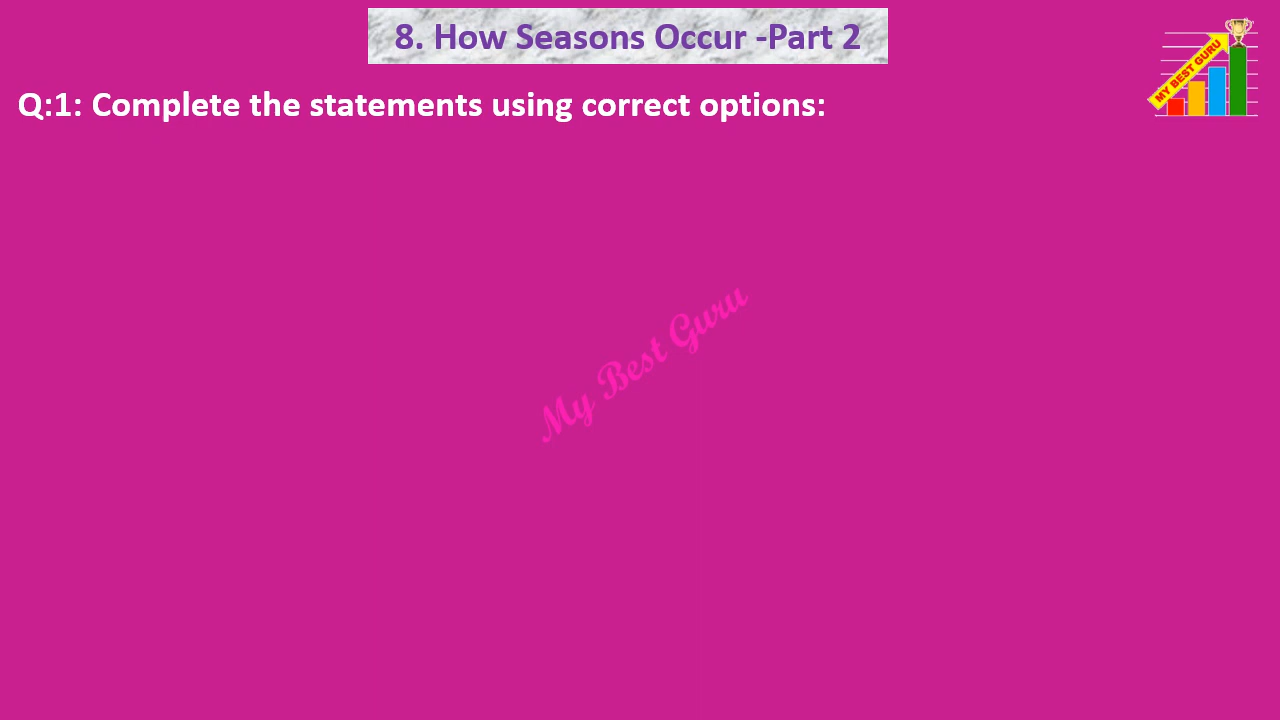 8. How Seasons Occur -Part 2
MY BEST GURU
Q:1: Complete the statements using correct options:
My Best Guru